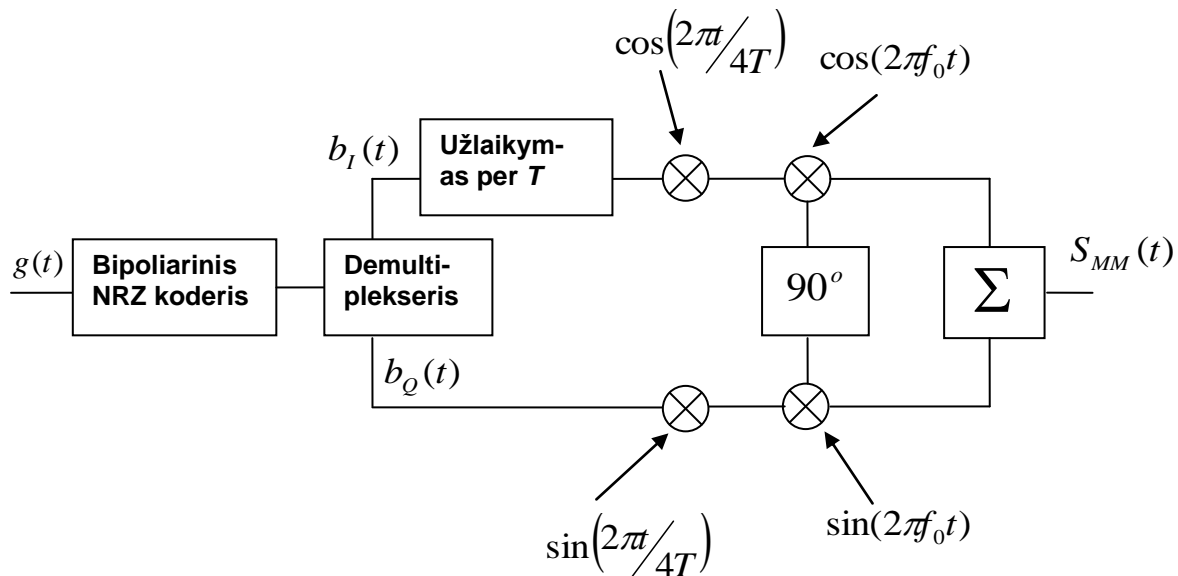 cos(2πt/4T)
cos(2πf₀t)
b_I(t)
Užlaikym-
as per T
g(t)
Bipoliarinis
NRZ koderis
Demulti-
plekseris
90°
Σ
S_MM(t)
b_Q(t)
sin(2πt/4T)
sin(2πf₀t)